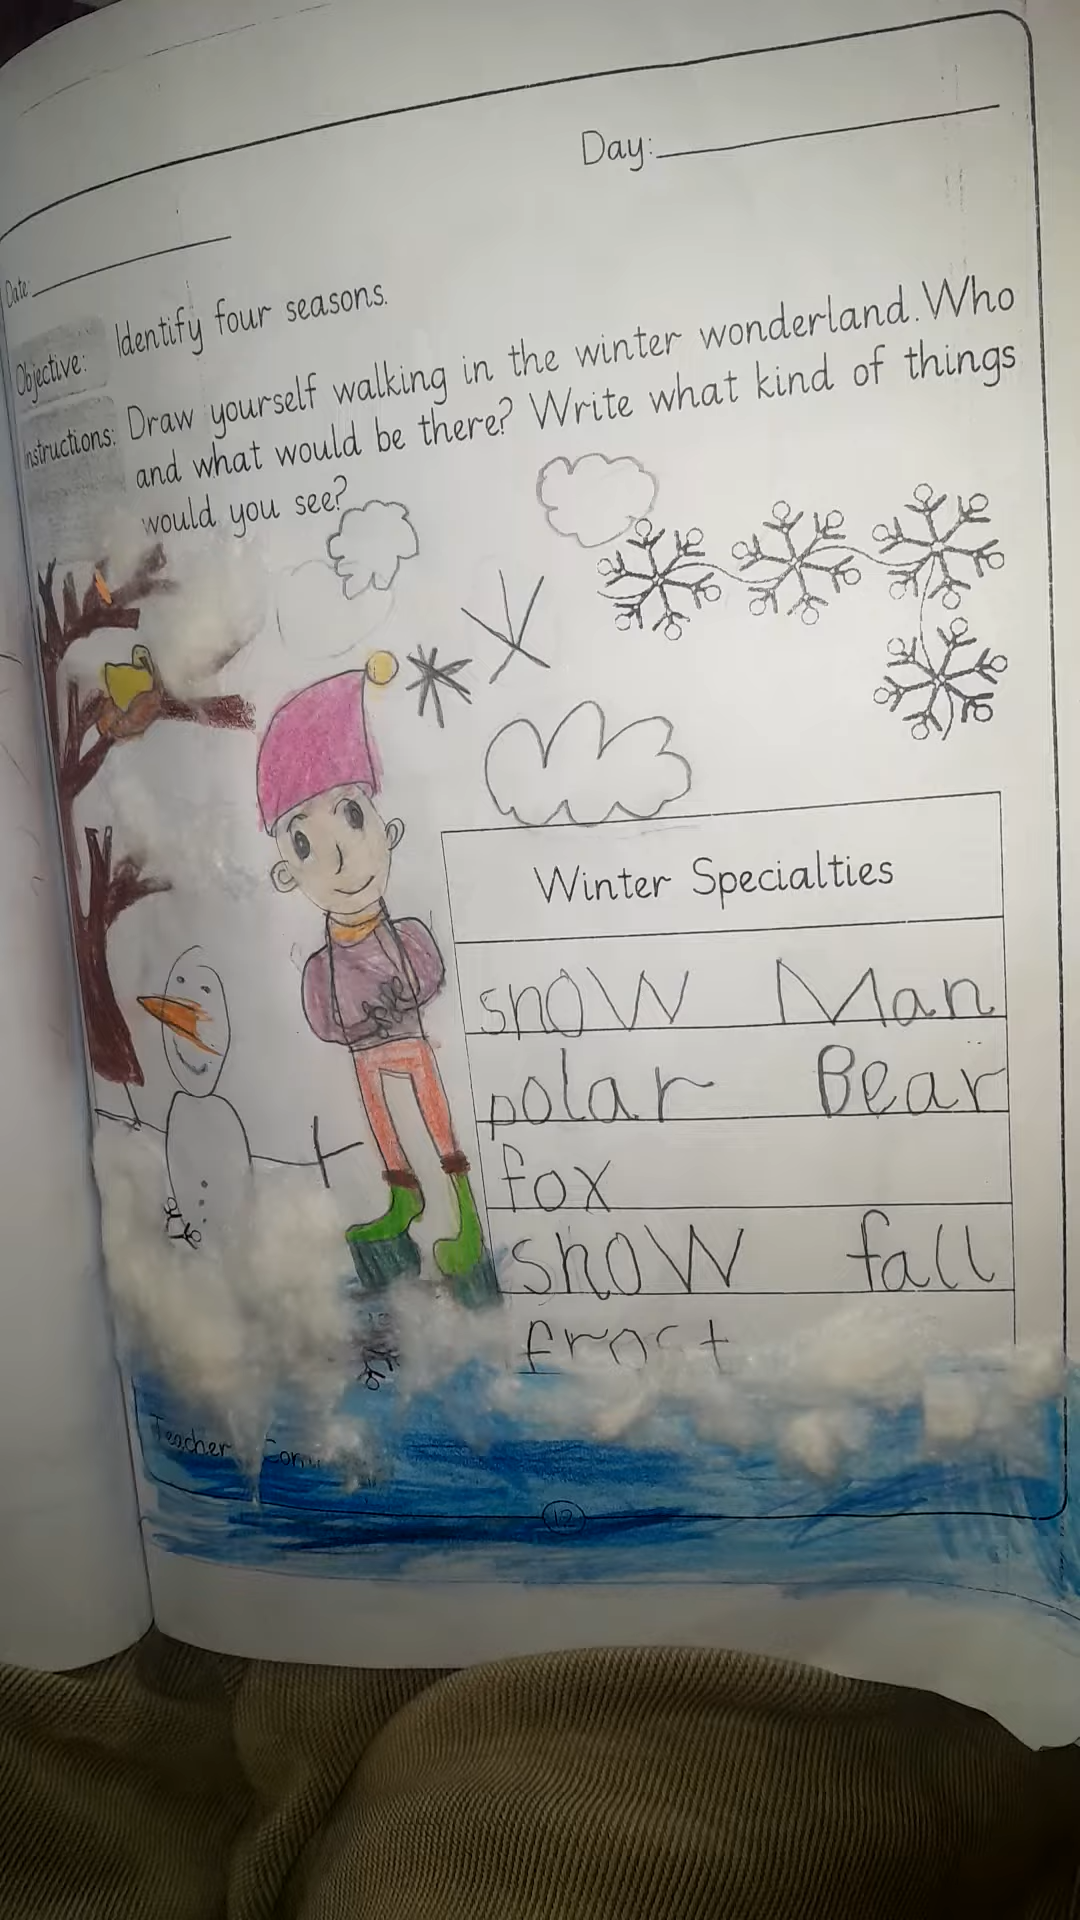 Day:
Date:
Objective: Identify four seasons.
Instructions: Draw yourself walking in the winter wonderland. Who
and what would be there? Write what kind of things
would you see?
Winter Specialties
snow Man
polar Bear
fox
snow fall
frost
Teacher
12